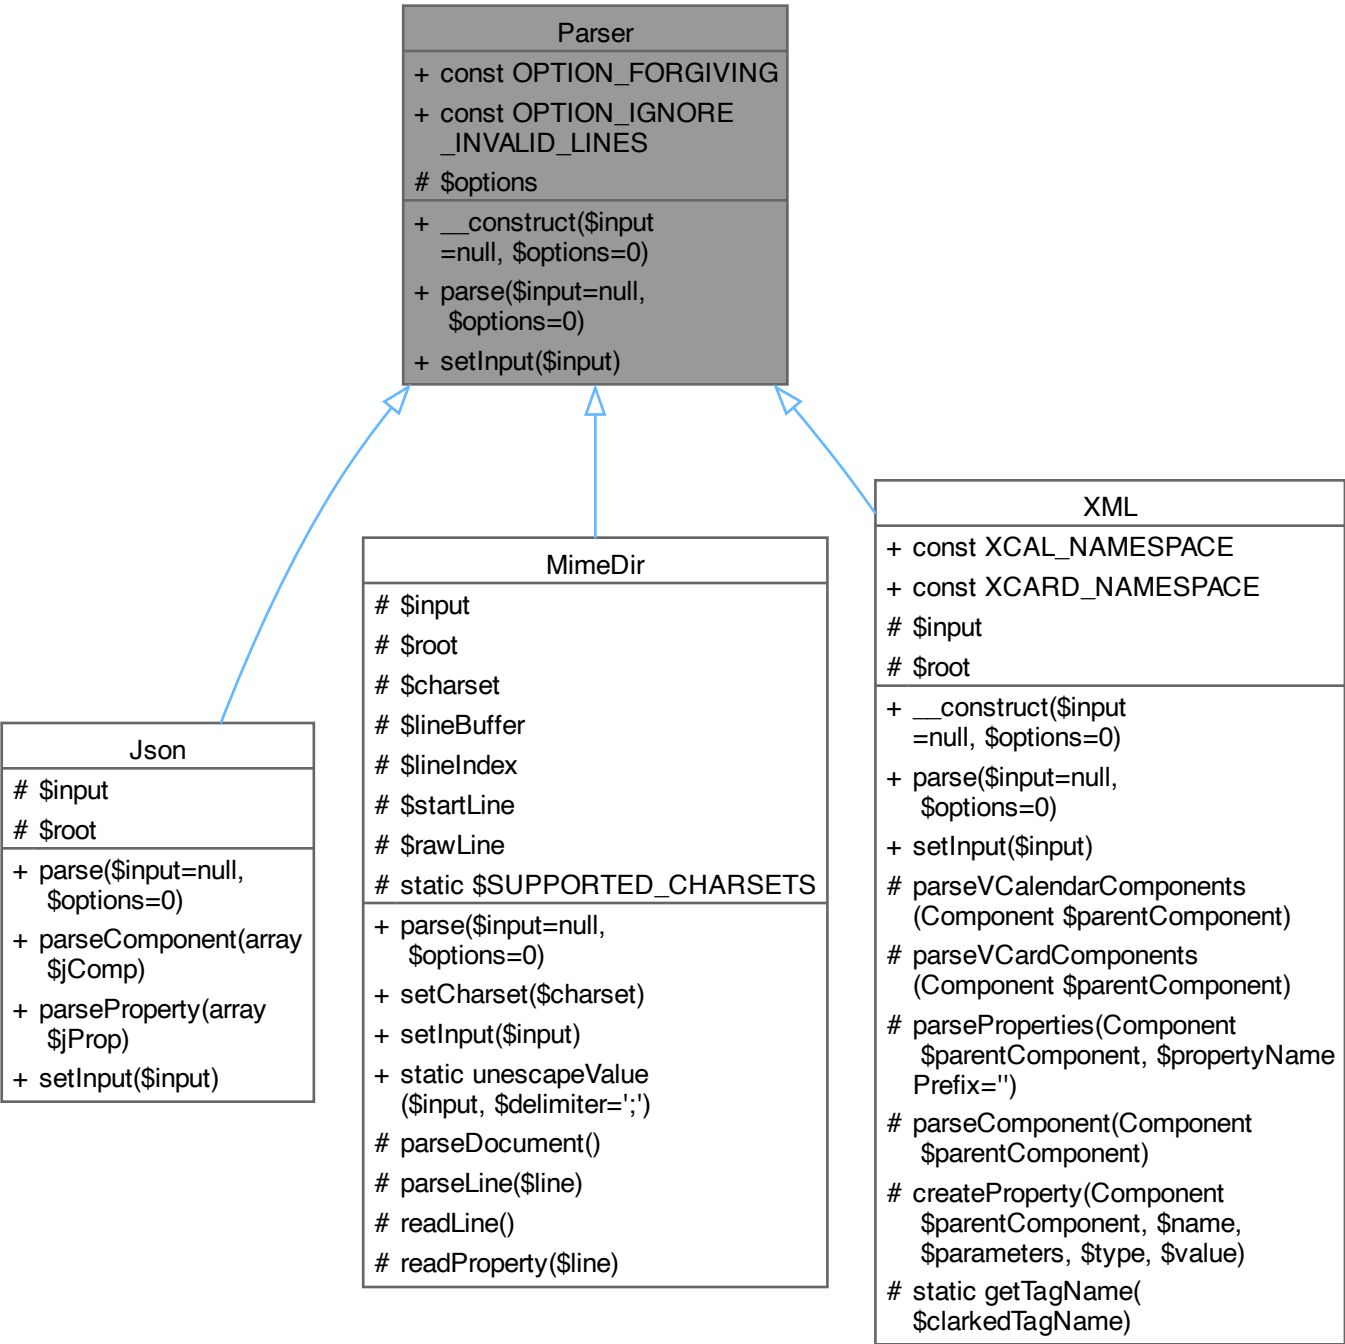 Parser
+ const OPTION_FORGIVING
+ const OPTION_IGNORE
_INVALID_LINES
# $options
+ __construct($input
=null, $options=0)
+ parse($input=null,
$options=0)
+ setInput($input)
Json
# $input
# $root
+ parse($input=null,
$options=0)
+ parseComponent(array
$jComp)
+ parseProperty(array
$jProp)
+ setInput($input)
MimeDir
# $input
# $root
# $charset
# $lineBuffer
# $lineIndex
# $startLine
# $rawLine
# static $SUPPORTED_CHARSETS
+ parse($input=null,
$options=0)
+ setCharset($charset)
+ setInput($input)
+ static unescapeValue
($input, $delimiter=';')
# parseDocument()
# parseLine($line)
# readLine()
# readProperty($line)
XML
+ const XCAL_NAMESPACE
+ const XCARD_NAMESPACE
# $input
# $root
+ __construct($input
=null, $options=0)
+ parse($input=null,
$options=0)
+ setInput($input)
# parseVCalendarComponents
(Component $parentComponent)
# parseVCardComponents
(Component $parentComponent)
# parseProperties(Component
$parentComponent, $propertyName
Prefix='')
# parseComponent(Component
$parentComponent)
# createProperty(Component
$parentComponent, $name,
$parameters, $type, $value)
# static getTagName(
$clarkedTagName)